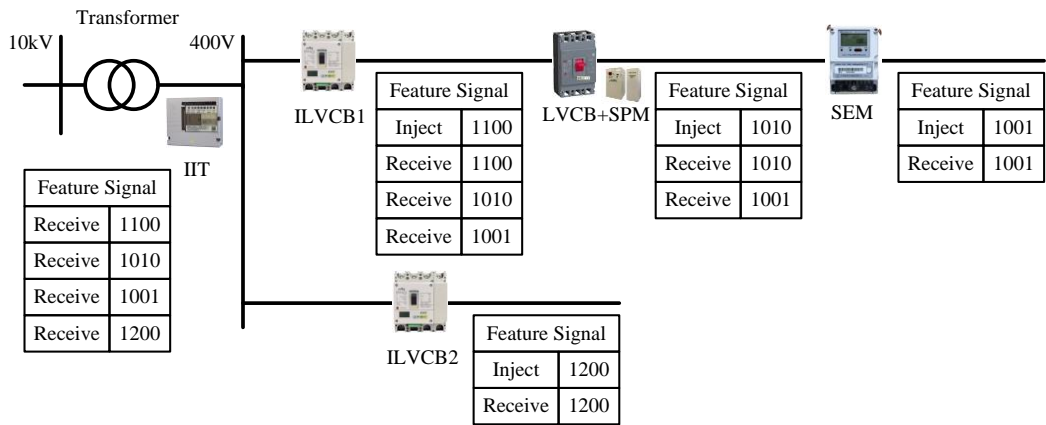 Transformer
10kV
400V
IIT
Feature Signal
Receive 1100
Receive 1010
Receive 1001
Receive 1200
ILVCB1
Feature Signal
Inject 1100
Receive 1100
Receive 1010
Receive 1001
LVCB+SPM
Feature Signal
Inject 1010
Receive 1010
Receive 1001
SEM
Feature Signal
Inject 1001
Receive 1001
ILVCB2
Feature Signal
Inject 1200
Receive 1200